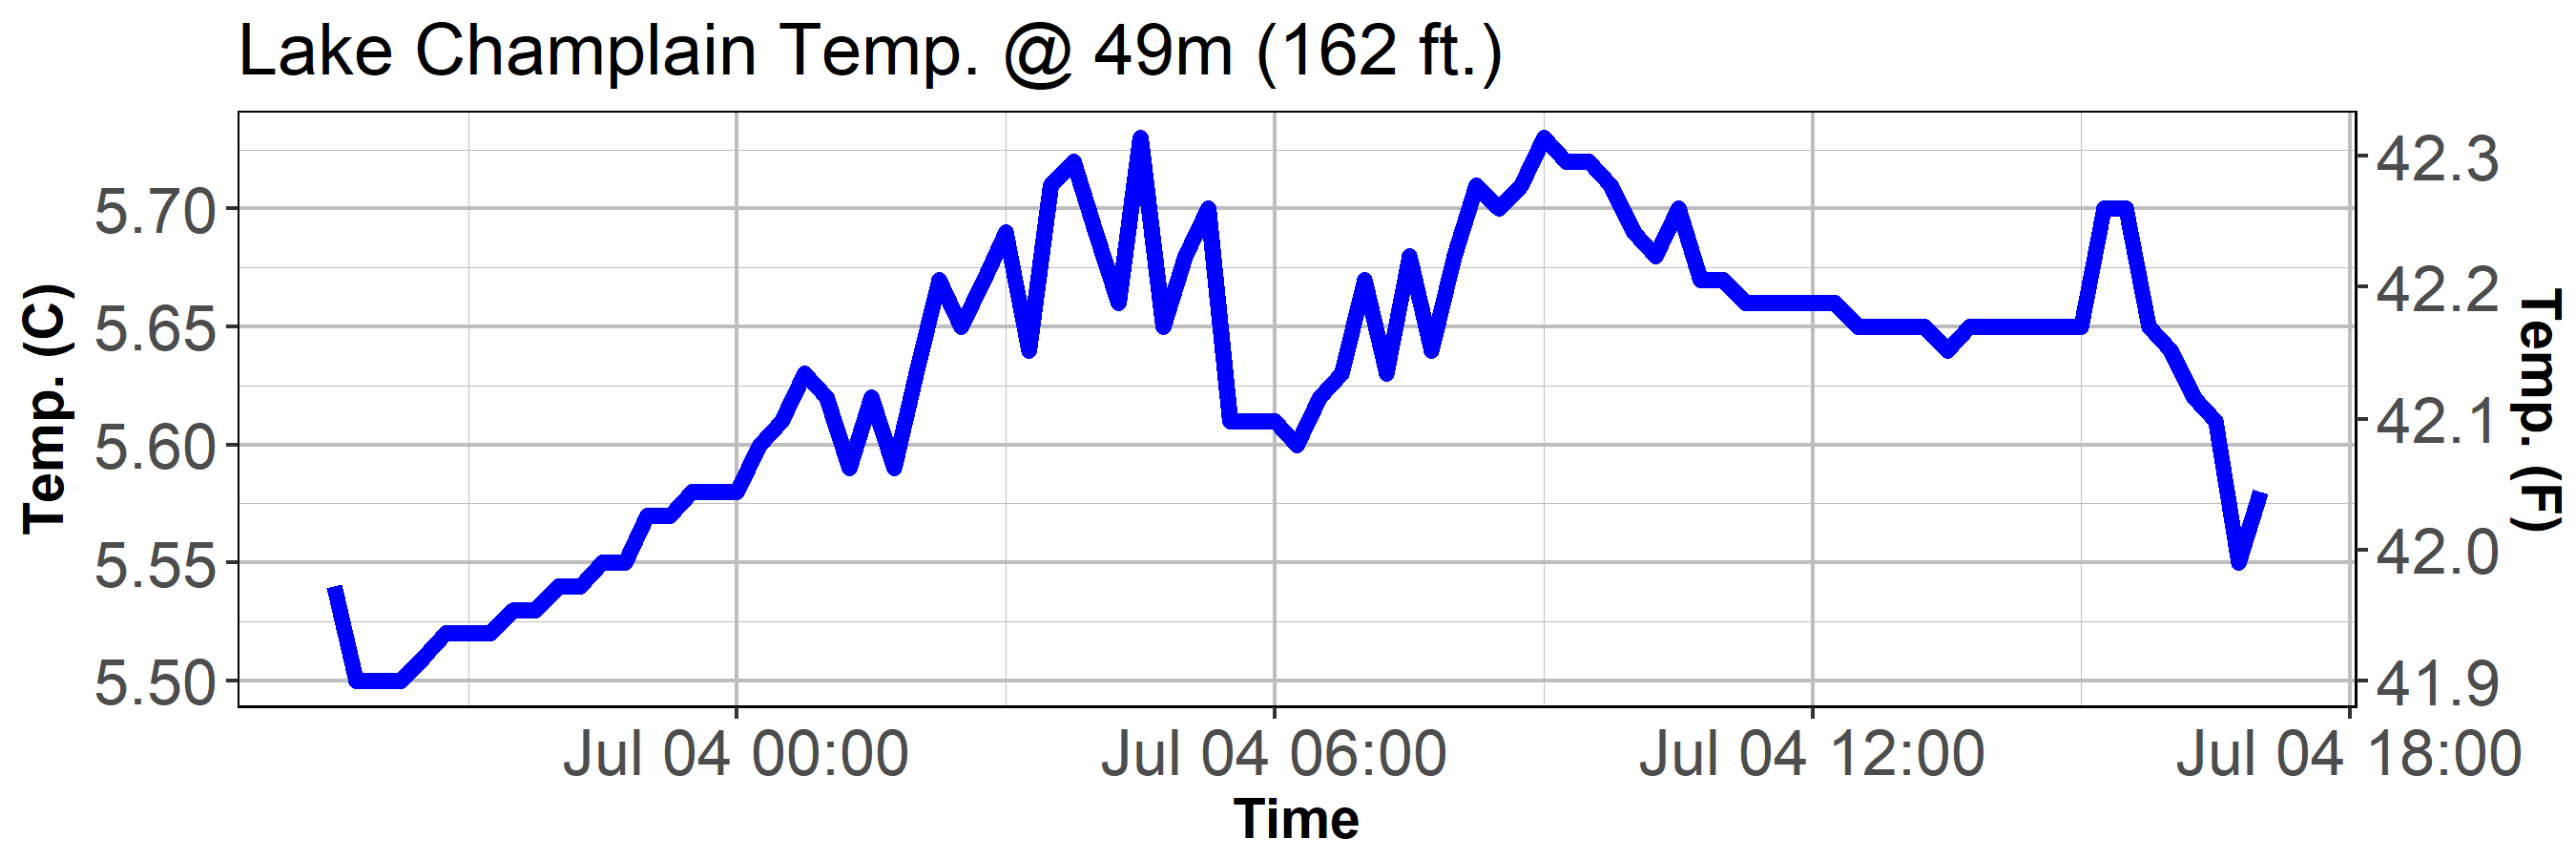 Lake Champlain Temp. @ 49m (162 ft.)
Temp. (C)
5.70
5.65
5.60
5.55
5.50
42.3
42.2
42.1
42.0
41.9
Temp. (F)
Jul 04 00:00 Jul 04 06:00 Jul 04 12:00 Jul 04 18:00
Time